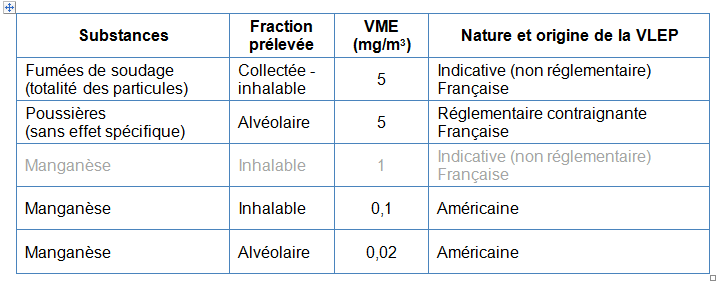 Substances
Fraction
prélevée
VME
(mg/m³)
Nature et origine de la VLEP
Fumées de soudage
(totalité des particules)
Collectée -
inhalable
5
Indicative (non réglementaire)
Française
Poussières
(sans effet spécifique)
Alvéolaire
5
Réglementaire contraignante
Française
Manganèse
Inhalable
1
Indicative (non réglementaire)
Française
Manganèse
Inhalable
0,1
Américaine
Manganèse
Alvéolaire
0,02
Américaine